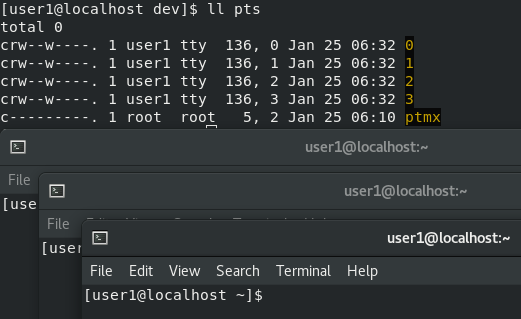 [user1@localhost dev]$ ll pts
total 0
crw--w----. 1 user1 tty  136, 0 Jan 25 06:32 0
crw--w----. 1 user1 tty  136, 1 Jan 25 06:32 1
crw--w----. 1 user1 tty  136, 2 Jan 25 06:32 2
crw--w----. 1 user1 tty  136, 3 Jan 25 06:32 3
c---------. 1 root  root   5, 2 Jan 25 06:10 ptmx
user1@localhost:~
File
[use
user1@localhost:~
File
[user
user1@localhost:~
File Edit View Search Terminal Help
[user1@localhost ~]$